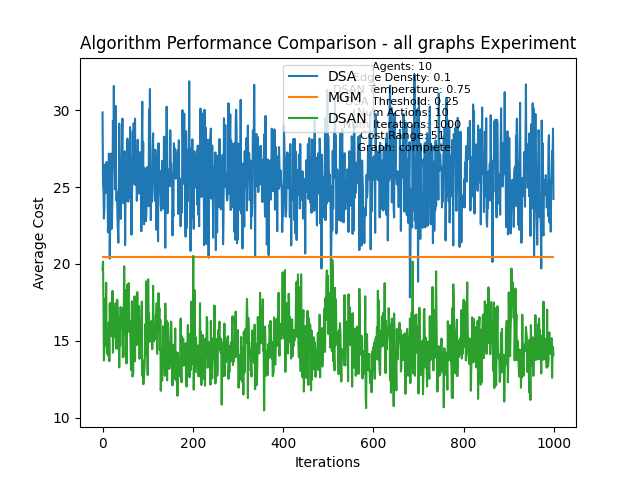 Algorithm Performance Comparison - all graphs Experiment
DSA
MGM
DSAN
Agents: 10
Edge Density: 0.1
DSAN Temperature: 0.75
Threshold: 0.25
Num Actions: 10
Iterations: 1000
Cost Range: 51
Graph: complete
Average Cost
30
25
20
15
10
0
200
400
600
800
1000
Iterations